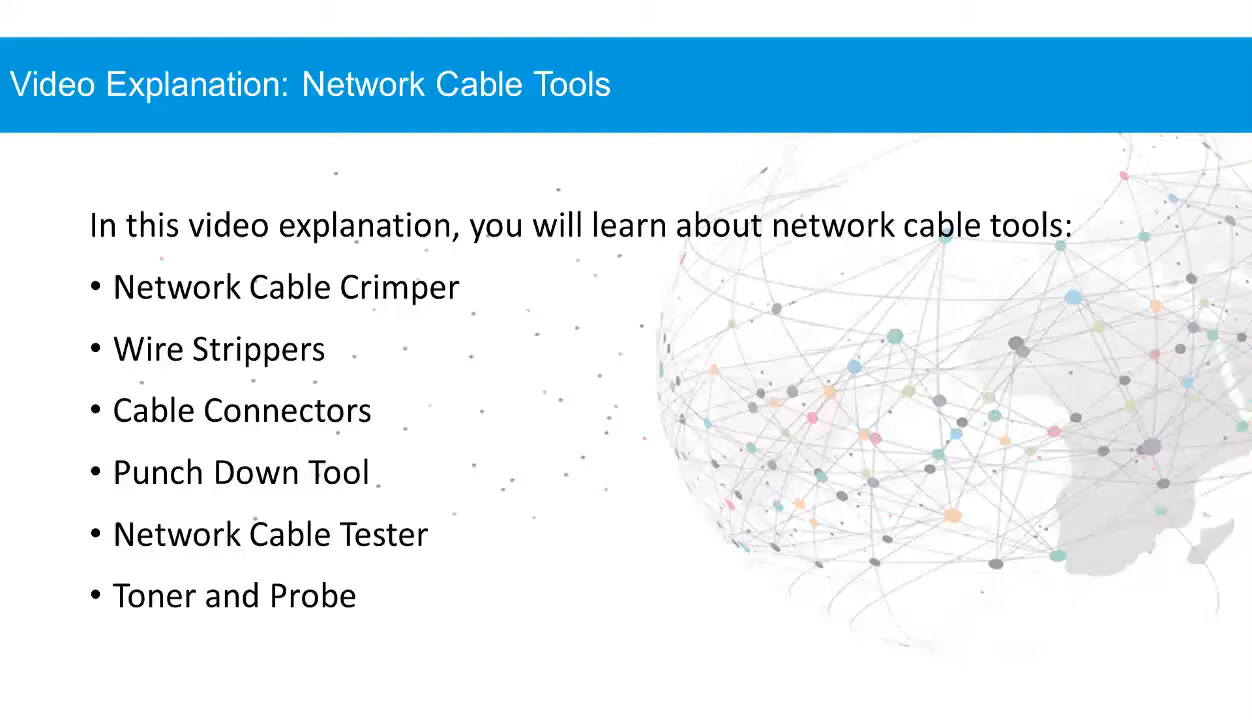 Video Explanation: Network Cable Tools
In this video explanation, you will learn about network cable tools:
• Network Cable Crimper
• Wire Strippers
• Cable Connectors
• Punch Down Tool
• Network Cable Tester
• Toner and Probe